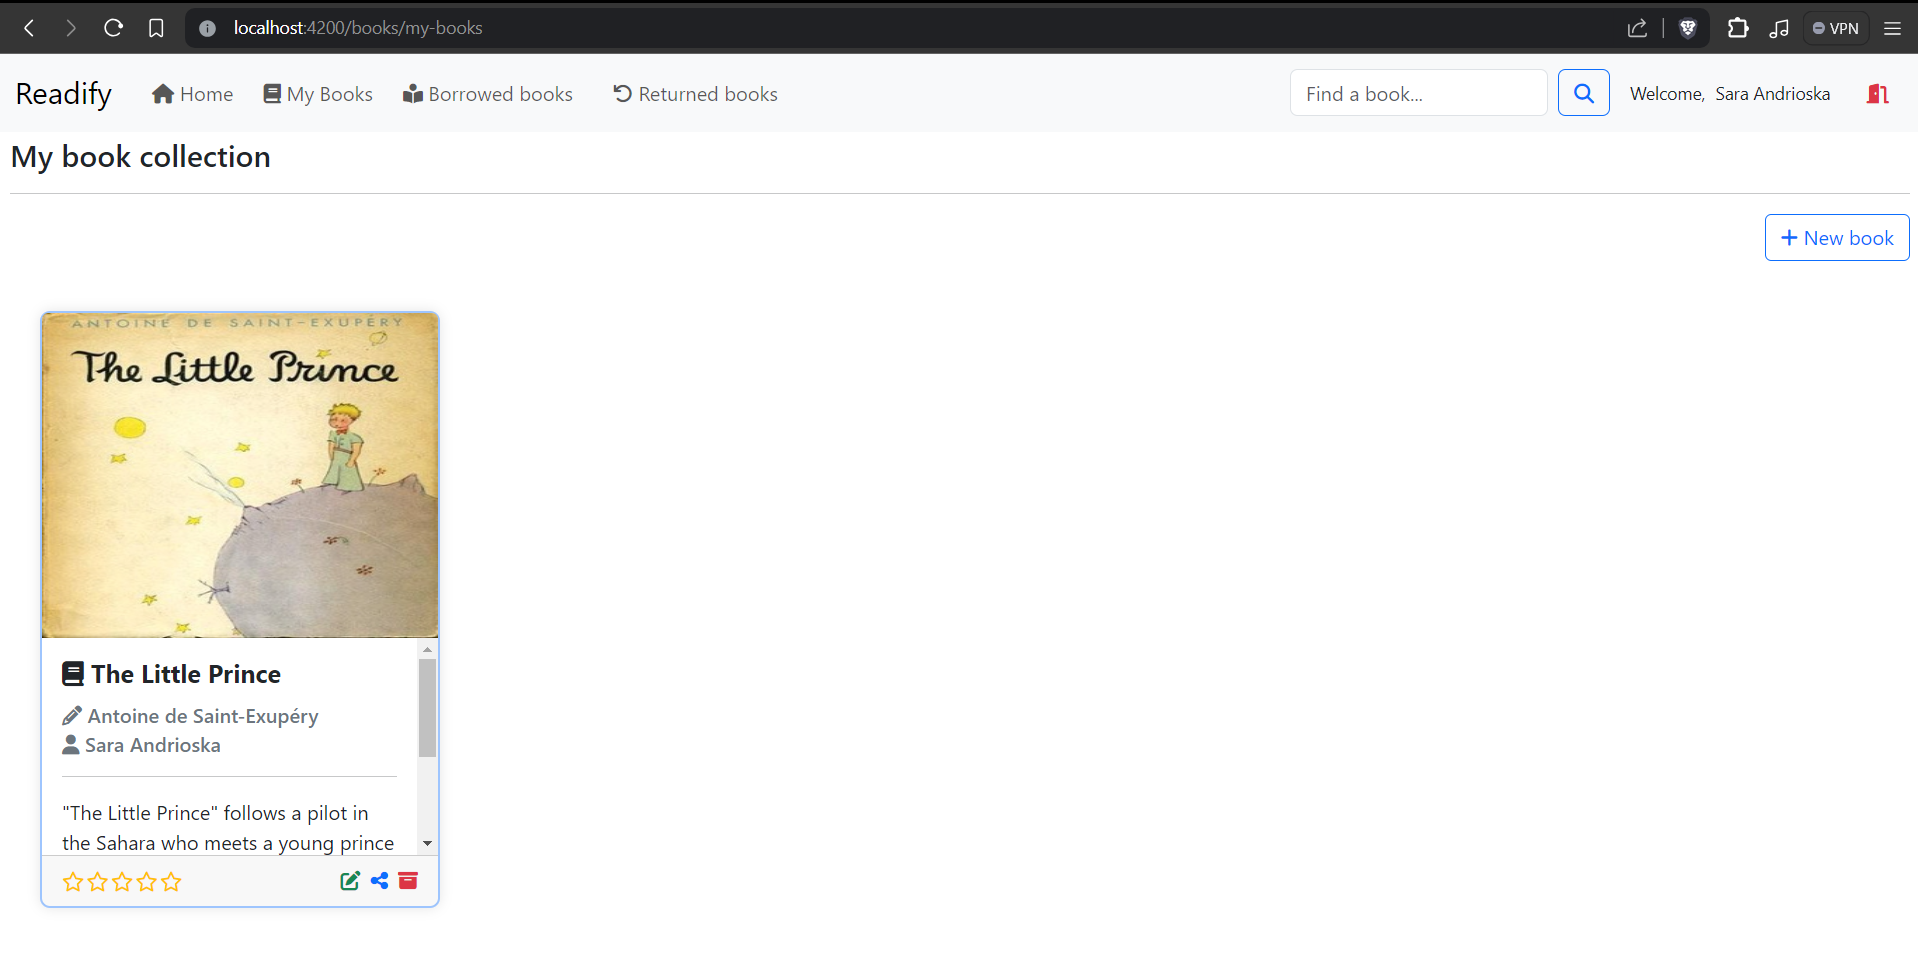 localhost:4200/books/my-books
VPN
Readify
Home
My Books
Borrowed books
Returned books
Find a book...
Welcome, Sara Andrioska
My book collection
New book
ANTOINE DE SAINT-EXUPÉRY
The Little Prince
The Little Prince
Antoine de Saint-Exupéry
Sara Andrioska
"The Little Prince" follows a pilot in
the Sahara who meets a young prince